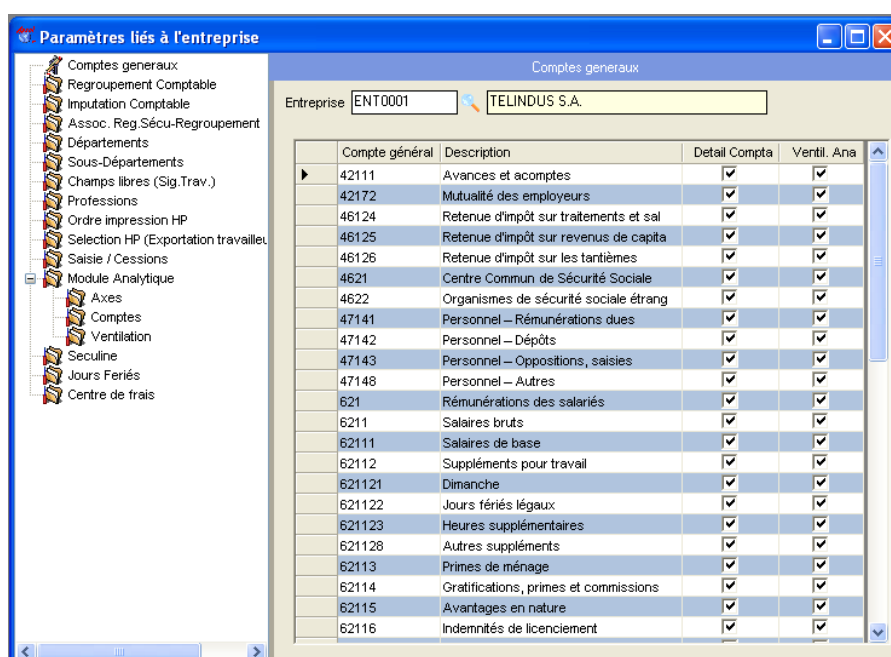 Paramètres liés à l'entreprise
Comptes generaux
Regroupement Comptable
Imputation Comptable
Assoc. Reg.Sécu-Regroupement
Départements
Sous-Départements
Champs libres (Sig.Trav.)
Professions
Ordre impression HP
Selection HP (Exportation travailleu
Saisie / Cessions
Module Analytique
Axes
Comptes
Ventilation
Seculine
Jours Feriés
Centre de frais
Comptes generaux
Entreprise ENT0001 TELINDUS S.A.
Compte général Description Detail Compta Ventil. Ana
42111 Avances et acomptes
42172 Mutualité des employeurs
46124 Retenue d'impôt sur traitements et sal
46125 Retenue d'impôt sur revenus de capita
46126 Retenue d'impôt sur les tantièmes
4621 Centre Commun de Sécurité Sociale
4622 Organismes de sécurité sociale étrang
47141 Personnel – Rémunérations dues
47142 Personnel – Dépôts
47143 Personnel – Oppositions, saisies
47148 Personnel – Autres
621 Rémunérations des salariés
6211 Salaires bruts
62111 Salaires de base
62112 Suppléments pour travail
621121 Dimanche
621122 Jours fériés légaux
621123 Heures supplémentaires
621128 Autres suppléments
62113 Primes de ménage
62114 Gratifications, primes et commissions
62115 Avantages en nature
62116 Indemnités de licenciement